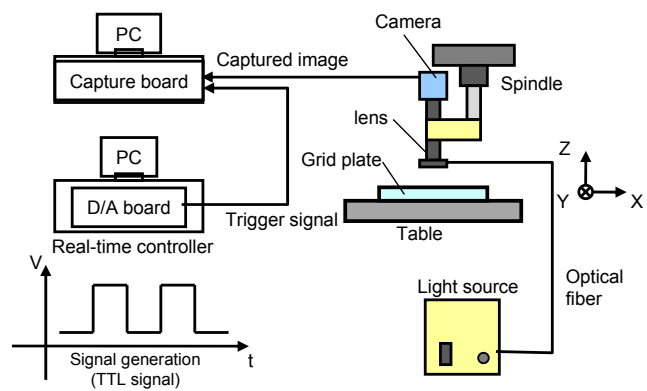 PC
Capture board
Captured image
Camera
Spindle
lens
Grid plate
PC
D/A board
Trigger signal
Real-time controller
Table
Z
Y
X
V
Light source
Optical
fiber
Signal generation
(TTL signal)
t